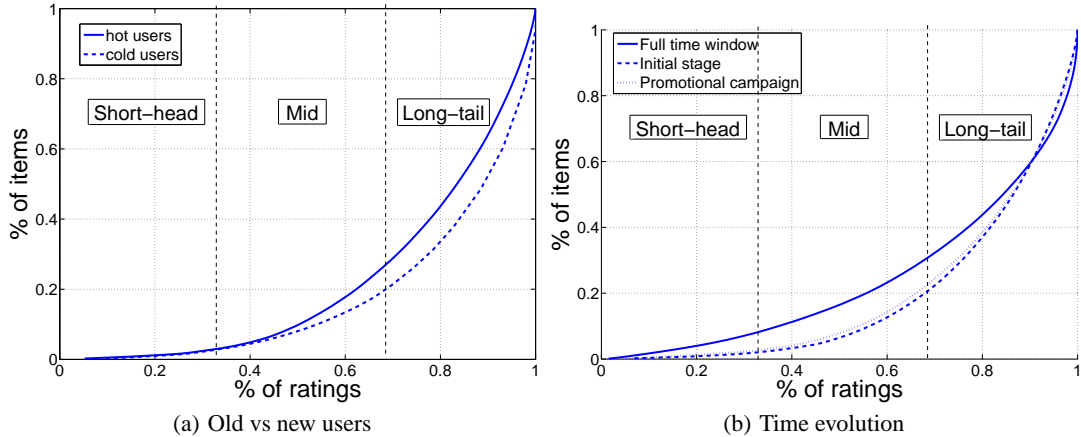 1%
0.8
0.6
0.4
0.2
0
% of items
hot users
cold users
Short-head
Mid
Long-tail
0
0.2
0.4
0.6
0.8
1
% of ratings
(a) Old vs new users
1%
0.8
0.6
0.4
0.2
0
% of items
Full time window
Initial stage
Promotional campaign
Short-head
Mid
Long-tail
0
0.2
0.4
0.6
0.8
1
% of ratings
(b) Time evolution